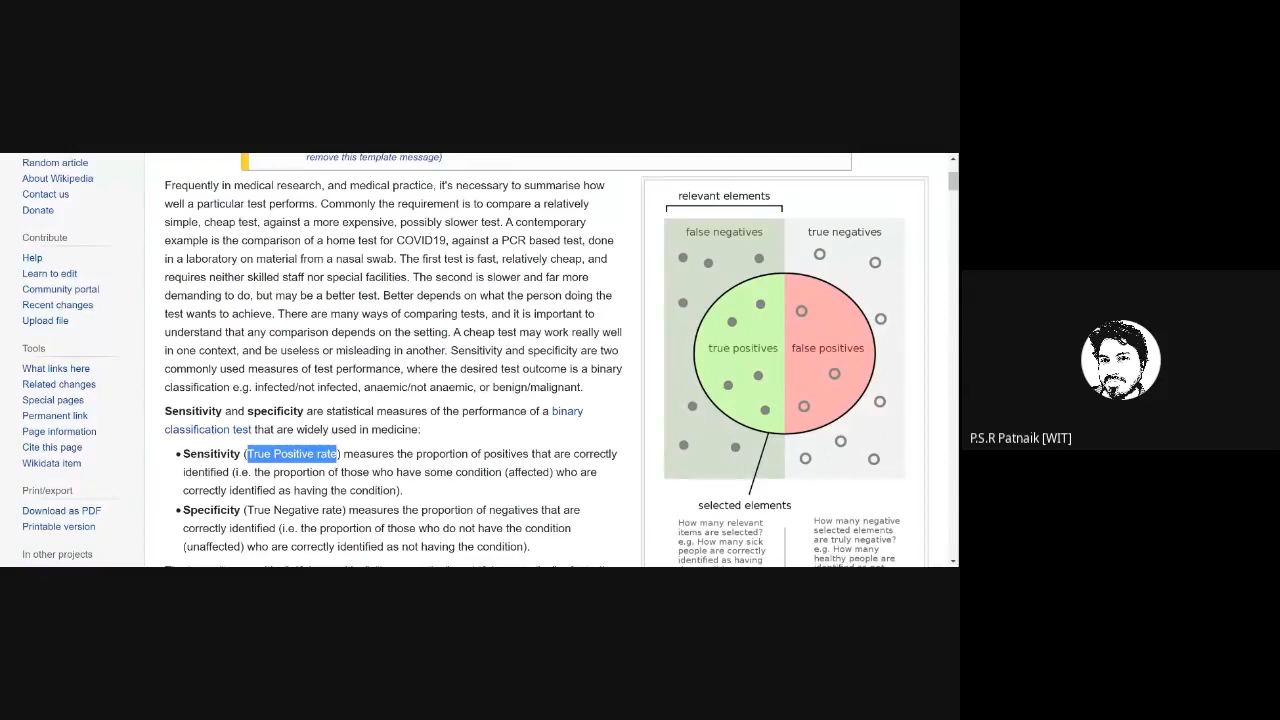 remove this template message)
Random article
About Wikipedia
Contact us
Donate
Contribute
Help
Learn to edit
Community portal
Recent changes
Upload file
Tools
What links here
Related changes
Special pages
Permanent link
Page information
Cite this page
Wikidata item
Print/export
Download as PDF
Printable version
In other projects
Frequently in medical research, and medical practice, it's necessary to summarise how
well a particular test performs. Commonly the requirement is to compare a relatively
simple, cheap test, against a more expensive, possibly slower test. A contemporary
example is the comparison of a home test for COVID19, against a PCR based test, done
in a laboratory on material from a nasal swab. The first test is fast, relatively cheap, and
requires neither skilled staff nor special facilities. The second is slower and far more
demanding to do, but may be a better test. Better depends on what the person doing the
test wants to achieve. There are many ways of comparing tests, and it is important to
understand that any comparison depends on the setting. A cheap test may work really well
in one context, and be useless or misleading in another. Sensitivity and specificity are two
commonly used measures of test performance, where the desired test outcome is a binary
classification e.g. infected/not infected, anaemic/not anaemic, or benign/malignant.
Sensitivity and specificity are statistical measures of the performance of a binary
classification test that are widely used in medicine:
• Sensitivity (True Positive rate) measures the proportion of positives that are correctly
identified (i.e. the proportion of those who have some condition (affected) who are
correctly identified as having the condition).
• Specificity (True Negative rate) measures the proportion of negatives that are
correctly identified (i.e. the proportion of those who do not have the condition
(unaffected) who are correctly identified as not having the condition).
relevant elements
false negatives
true negatives
true positives
false positives
selected elements
How many relevant
items are selected?
e.g. How many sick
people are correctly
identified as having
How many negative
selected elements
are truly negative?
e.g. How many
healthy people are
P.S.R Patnaik [WIT]